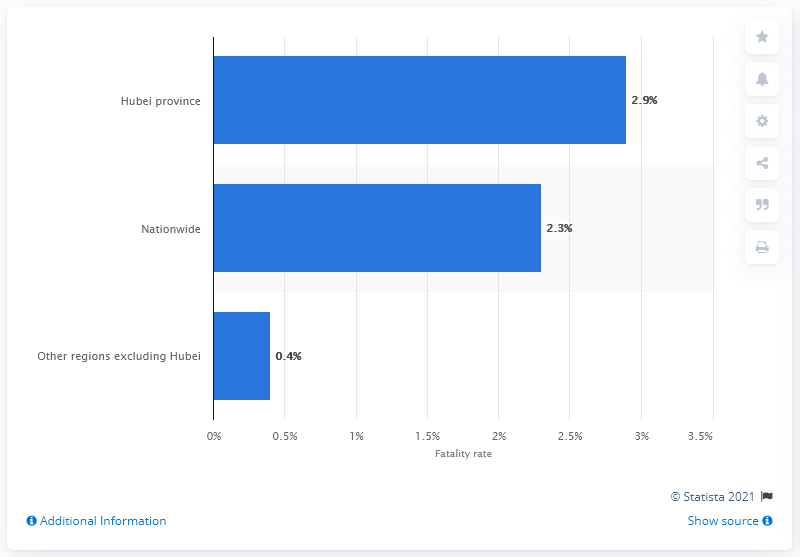 Hubei province
2.9%
Nationwide
2.3%
Other regions excluding Hubei
0.4%
0% 0.5% 1% 1.5% 2% 2.5% 3% 3.5%
Fatality rate
© Statista 2021
Additional Information
Show source